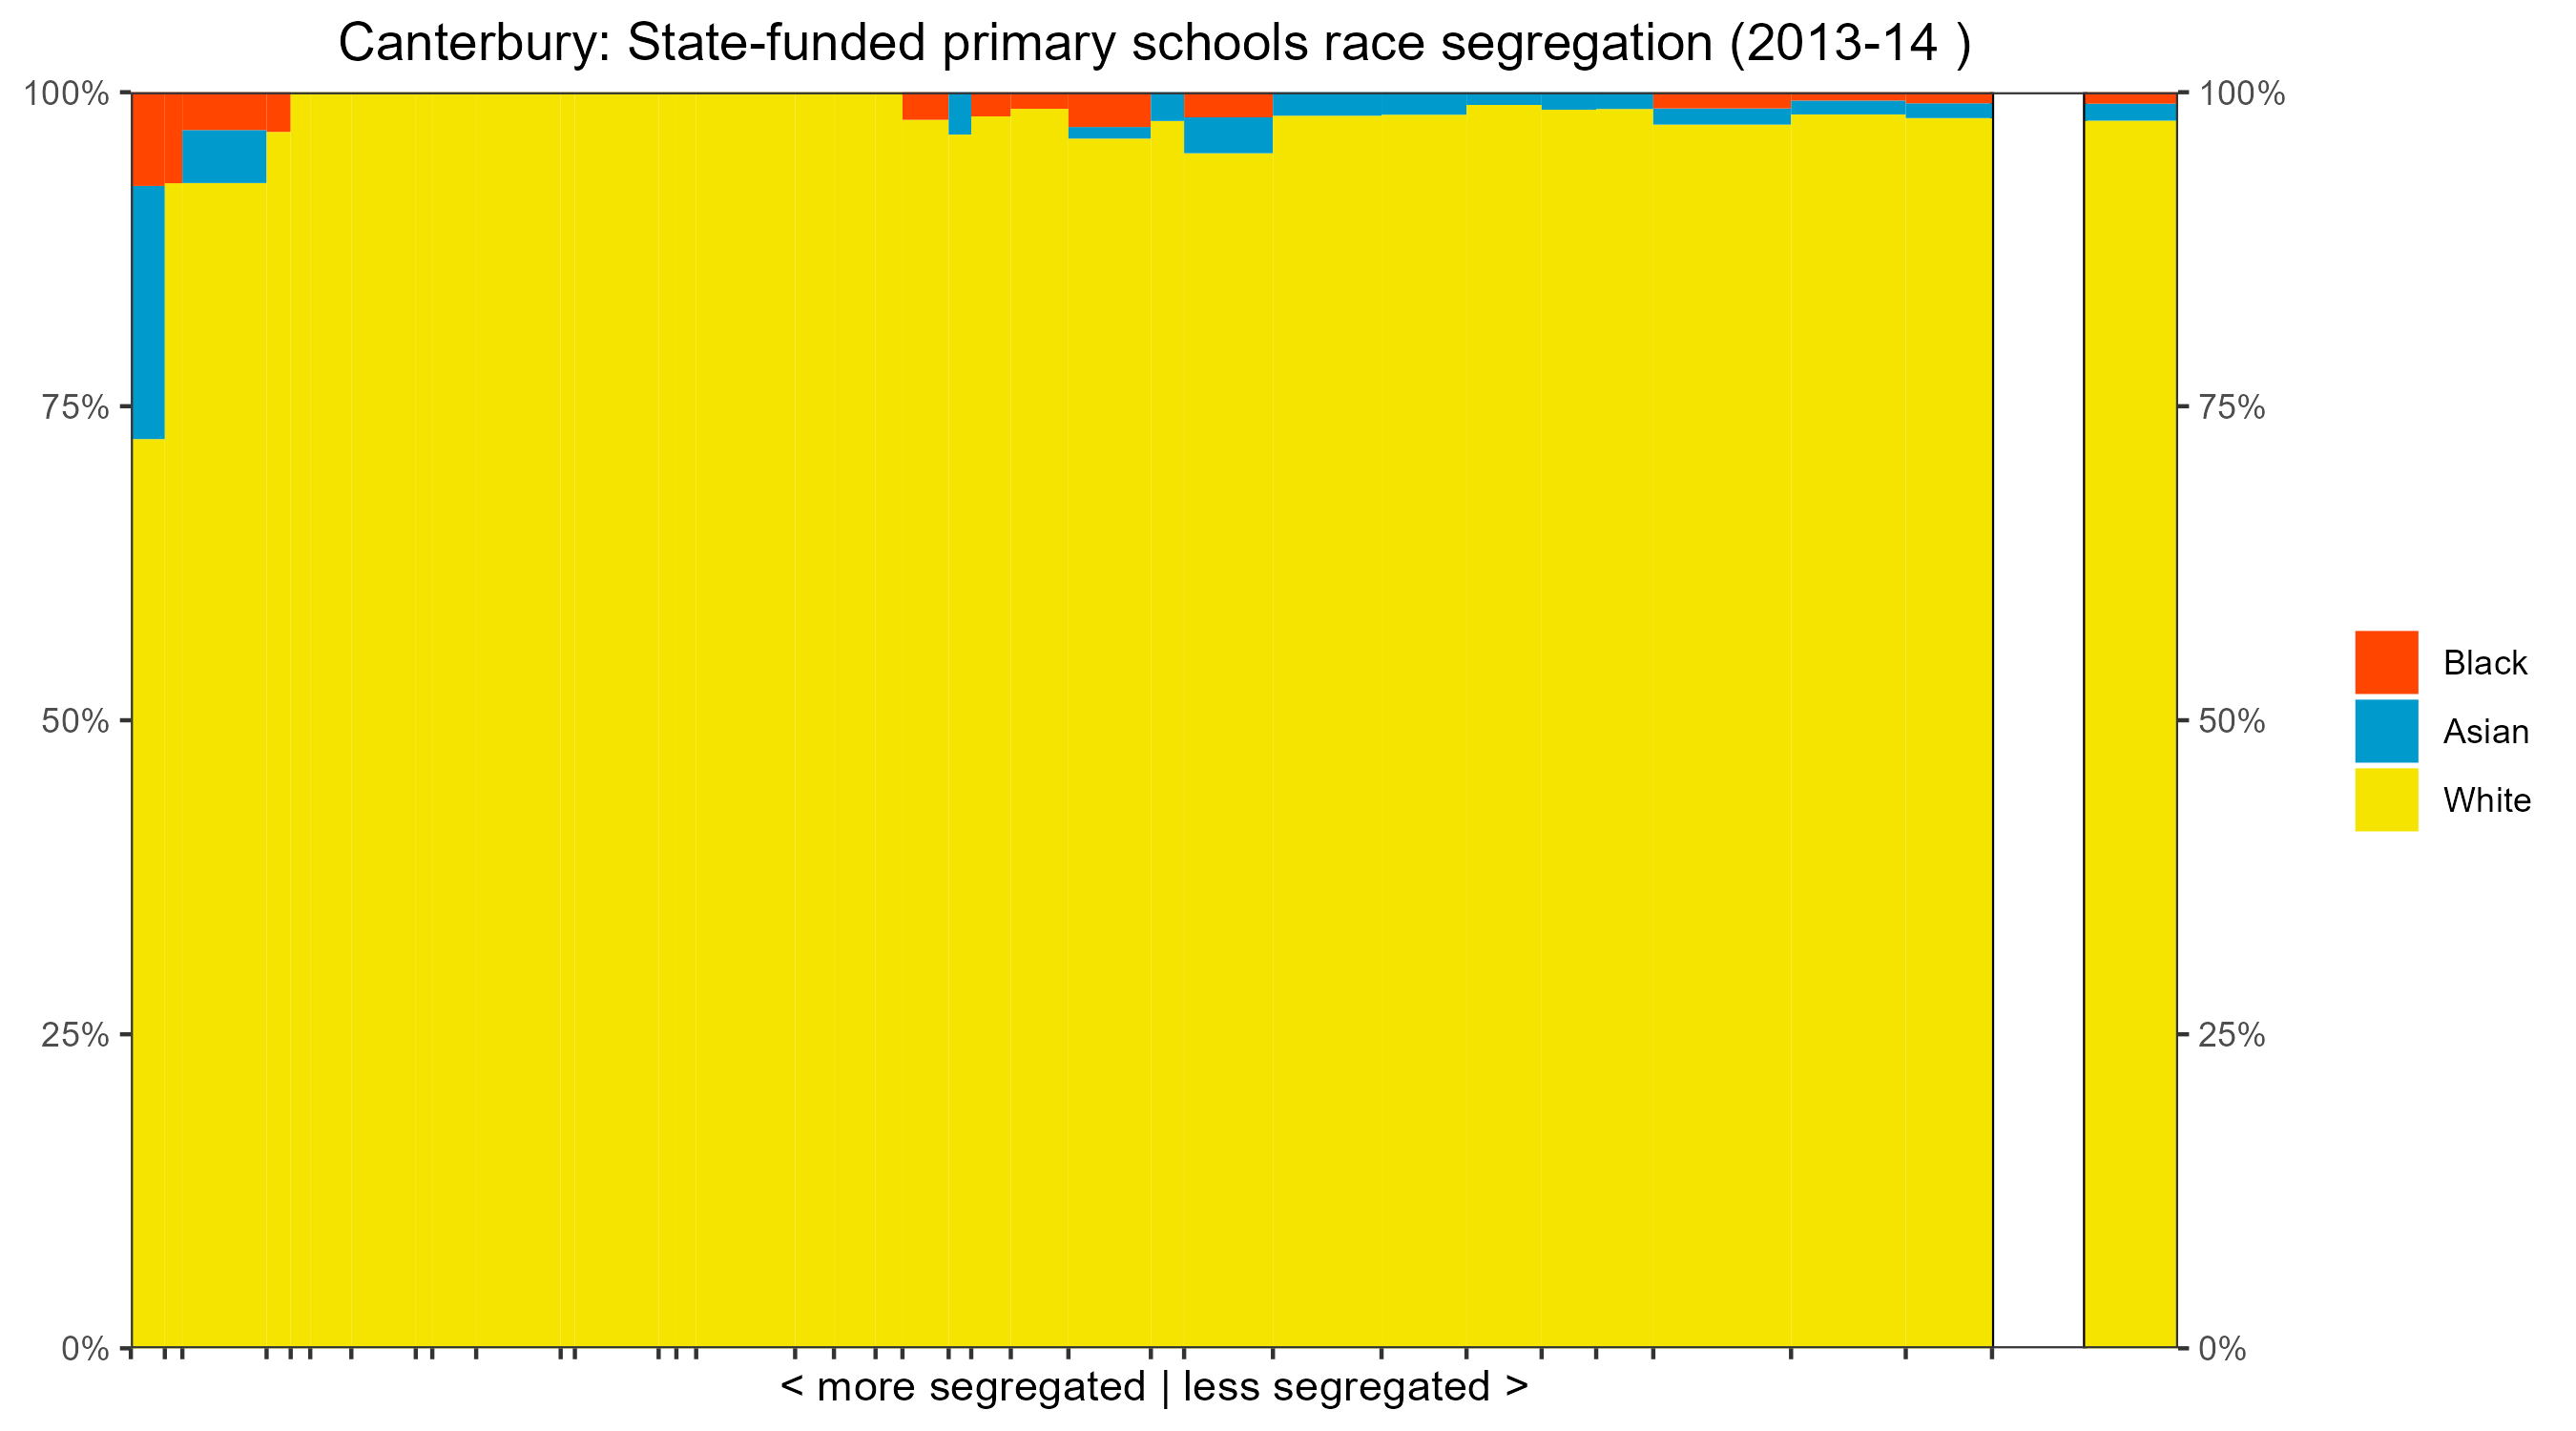 Canterbury: State-funded primary schools race segregation (2013-14 )
100%
75%
50%
25%
0%
100%
75%
50%
25%
0%
< more segregated | less segregated >
Black
Asian
White